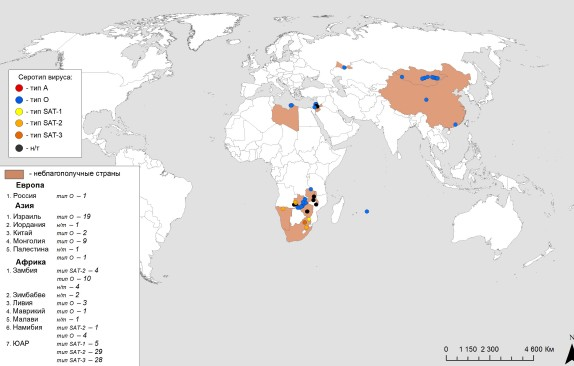 Серотип вируса:
- тип А
- тип О
- тип SAT-1
- тип SAT-2
- тип SAT-3
- н/т
- неблагополучные страны
Европа
1. Россия тип О – 1
Азия
1. Израиль тип О – 19
2. Иордания н/т – 1
3. Китай тип О – 2
4. Монголия тип О – 9
5. Палестина н/т – 1
тип О – 1
Африка
1. Замбия тип SAT-2 – 4
тип О – 10
н/т – 4
2. Зимбабве н/т – 2
3. Ливия тип О – 3
4. Маврикий тип О – 1
5. Малави н/т – 1
6. Намибия тип SAT-2 – 1
тип О – 4
7. ЮАР тип SAT-1 – 5
тип SAT-2 – 29
тип SAT-3 – 28
0 1 150 2 300 4 600 Км